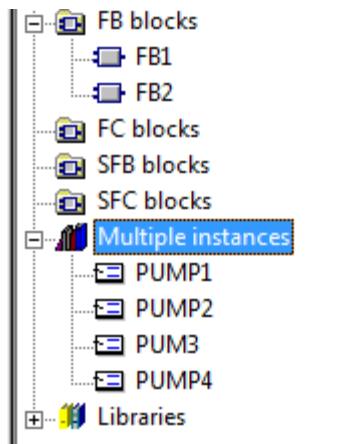 FB blocks
FB1
FB2
FC blocks
SFB blocks
SFC blocks
Multiple instances
PUMP1
PUMP2
PUM3
PUMP4
Libraries